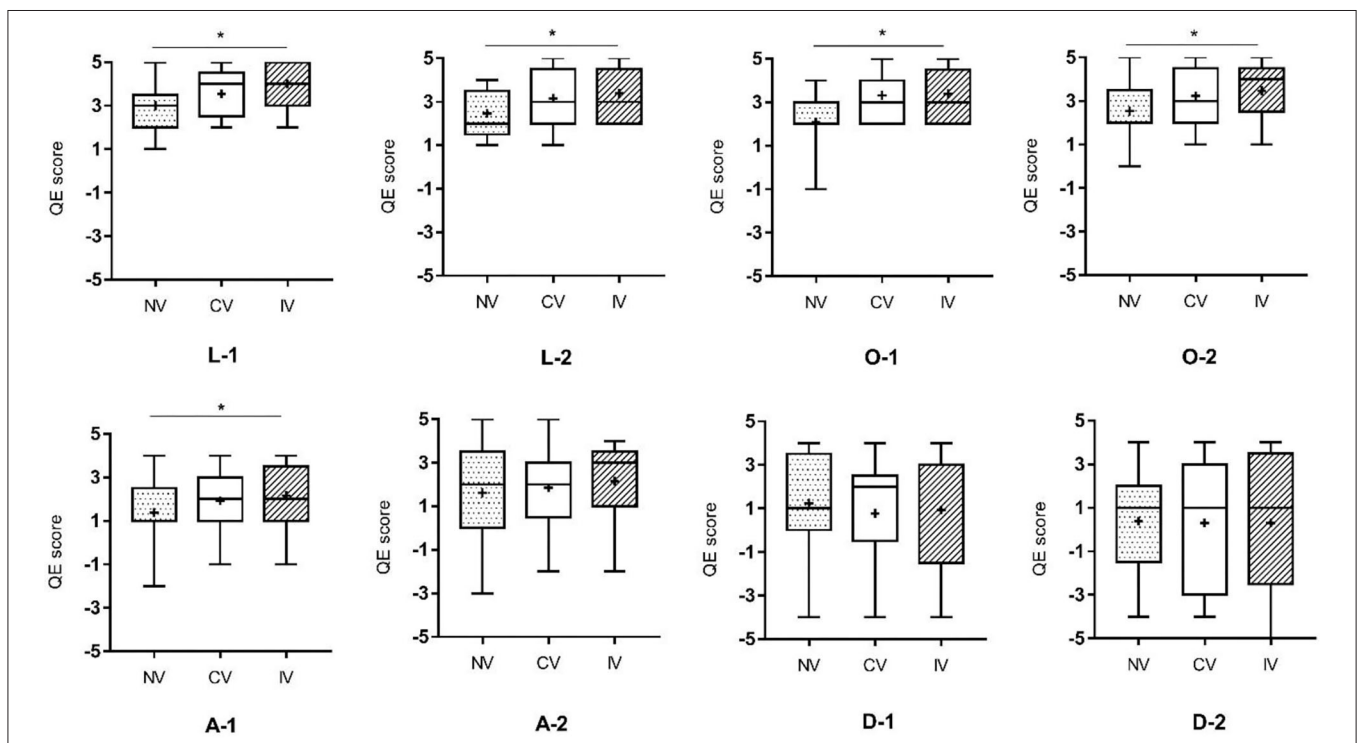 * * * *
5 5 5 5
3 3 3 3
1 1 1 1
-1 -1 -1 -1
-3 -3 -3 -3
-5 -5 -5 -5
QE score QE score QE score QE score
NV CV IV NV CV IV NV CV IV NV CV IV
L-1 L-2 O-1 O-2
*
5 5 5 5
3 3 3 3
1 1 1 1
-1 -1 -1 -1
-3 -3 -3 -3
-5 -5 -5 -5
QE score QE score QE score QE score
NV CV IV NV CV IV NV CV IV NV CV IV
A-1 A-2 D-1 D-2